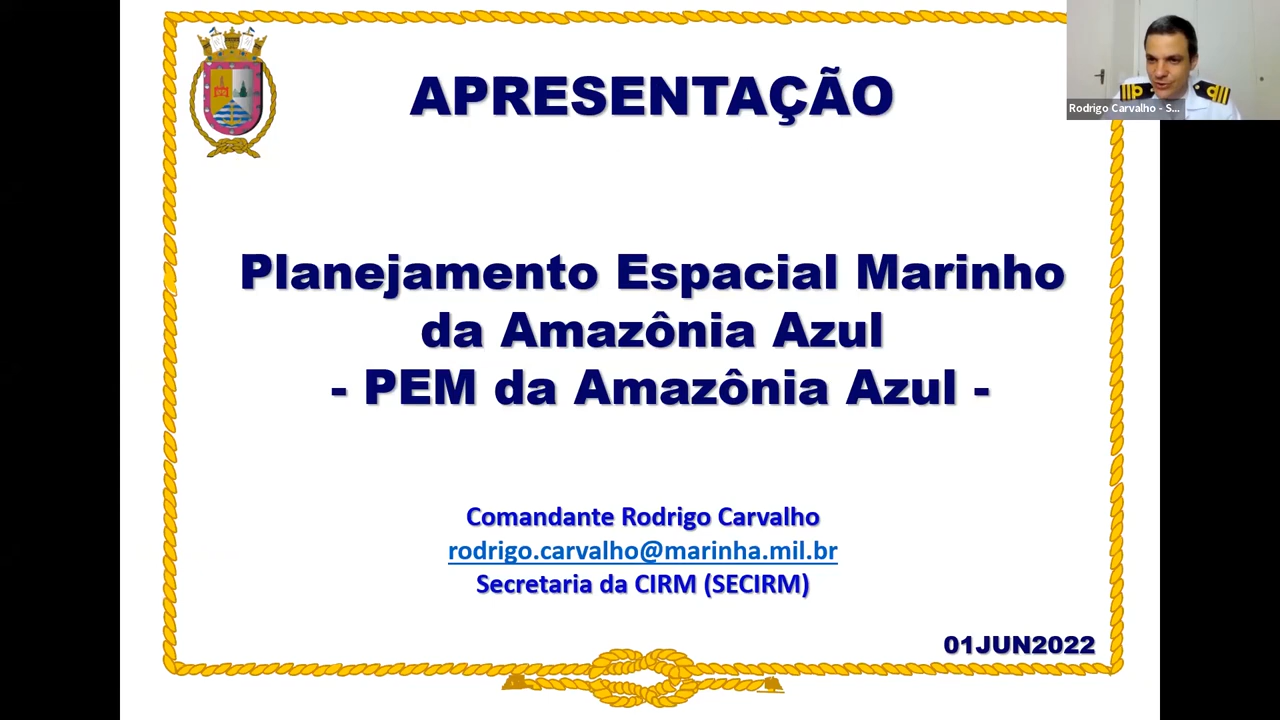 APRESENTAÇÃO
Rodrigo Carvalho - S...
Planejamento Espacial Marinho
da Amazônia Azul
- PEM da Amazônia Azul -
Comandante Rodrigo Carvalho
rodrigo.carvalho@marinha.mil.br
Secretaria da CIRM (SECIRM)
01JUN2022